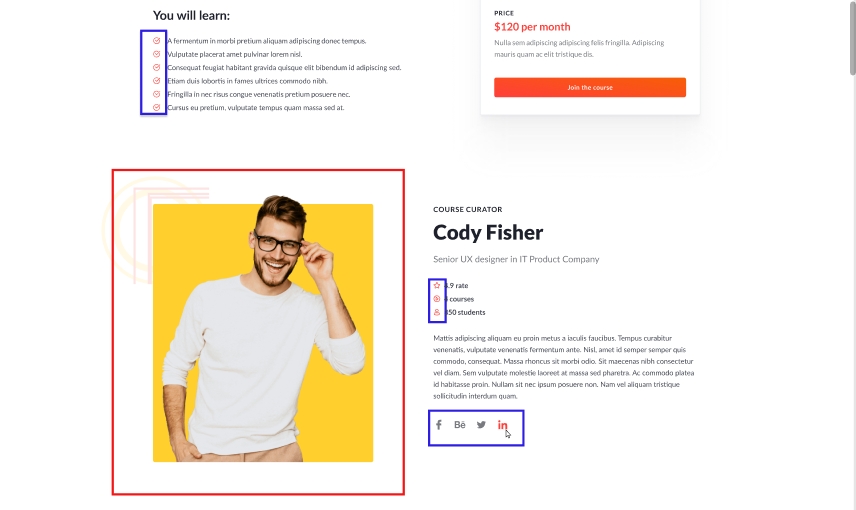 You will learn:
A fermentum in morbi pretium aliquam adipiscing donec tempus.
Vulputate placerat amet pulvinar lorem nisl.
Consequat feugiat habitant gravida quisque elit bibendum id adipiscing sed.
Etiam duis lobortis in fames ultrices commodo nibh.
Fringilla in nec risus congue venenatis pretium posuere nec.
Cursus eu pretium, vulputate tempus quam massa sed at.
PRICE
$120 per month
Nulla sem adipiscing adipiscing felis fringilla. Adipiscing
mauris quam ac elit tristique dis.
Join the course
COURSE CURATOR
Cody Fisher
Senior UX designer in IT Product Company
rate
courses
students
Mattis adipiscing aliquam eu proin metus a iaculis faucibus. Tempus curabitur
venenatis, vulputate venenatis fermentum ante. Nisl, amet id semper semper quis
commodo, consequat. Massa rhoncus sit morbi odio. Sit maecenas nibh consectetur
vel diam. Sem vulputate molestie laoreet at massa sed pharetra. Ac commodo platea
id habitasse proin. Nullam sit nec ipsum posuere non. Nam vel aliquam tristique
sollicitudin interdum quam.